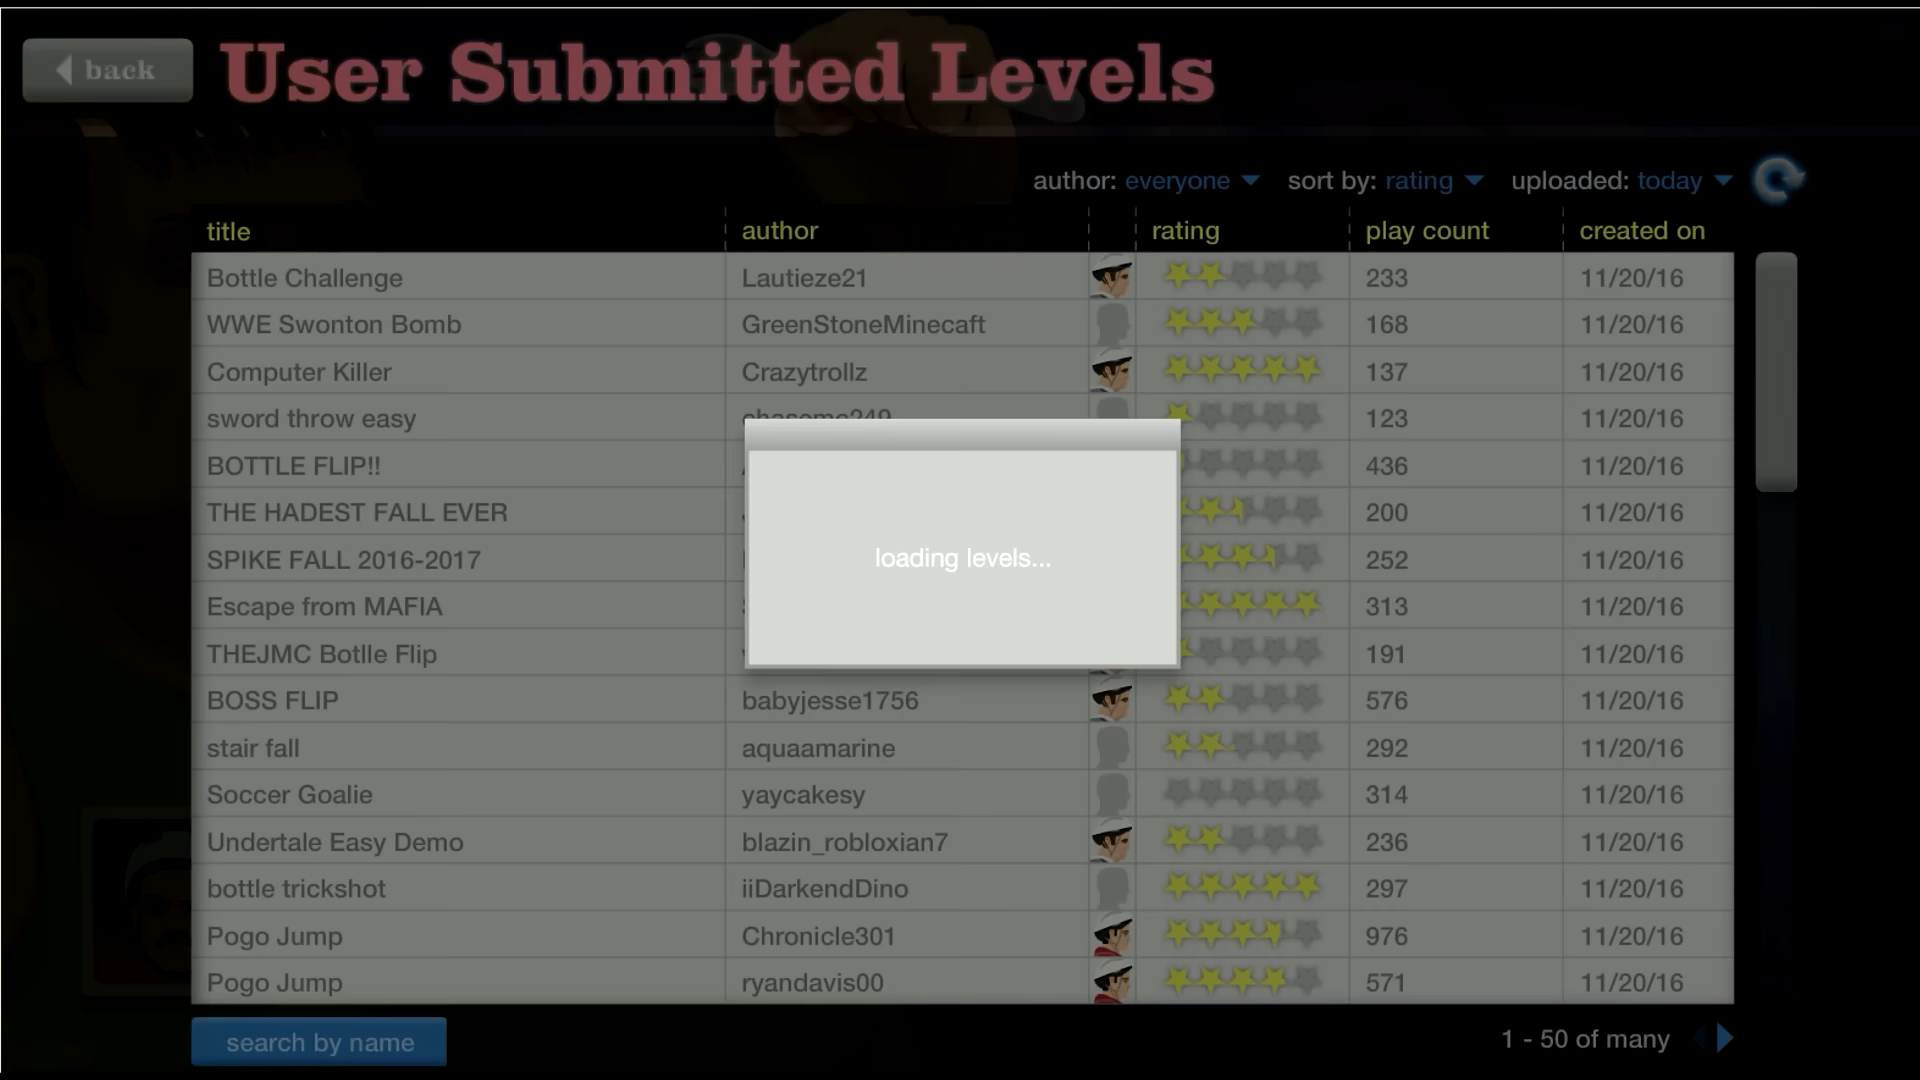 back
User Submitted Levels
author: everyone sort by: rating uploaded: today
title author rating play count created on
Bottle Challenge Lautieze21 233 11/20/16
WWE Swonton Bomb GreenStoneMinecaft 168 11/20/16
Computer Killer Crazytrollz 137 11/20/16
sword throw easy 123 11/20/16
BOTTLE FLIP!! 436 11/20/16
THE HADEST FALL EVER 200 11/20/16
SPIKE FALL 2016-2017 252 11/20/16
loading levels...
Escape from MAFIA 313 11/20/16
THEJMC Botlle Flip 191 11/20/16
BOSS FLIP babyjesse1756 576 11/20/16
stair fall aquaamarine 292 11/20/16
Soccer Goalie yaycakesy 314 11/20/16
Undertale Easy Demo blazin_robloxian7 236 11/20/16
bottle trickshot iiDarkendDino 297 11/20/16
Pogo Jump Chronicle301 976 11/20/16
Pogo Jump ryandavis00 571 11/20/16
search by name 1 - 50 of many